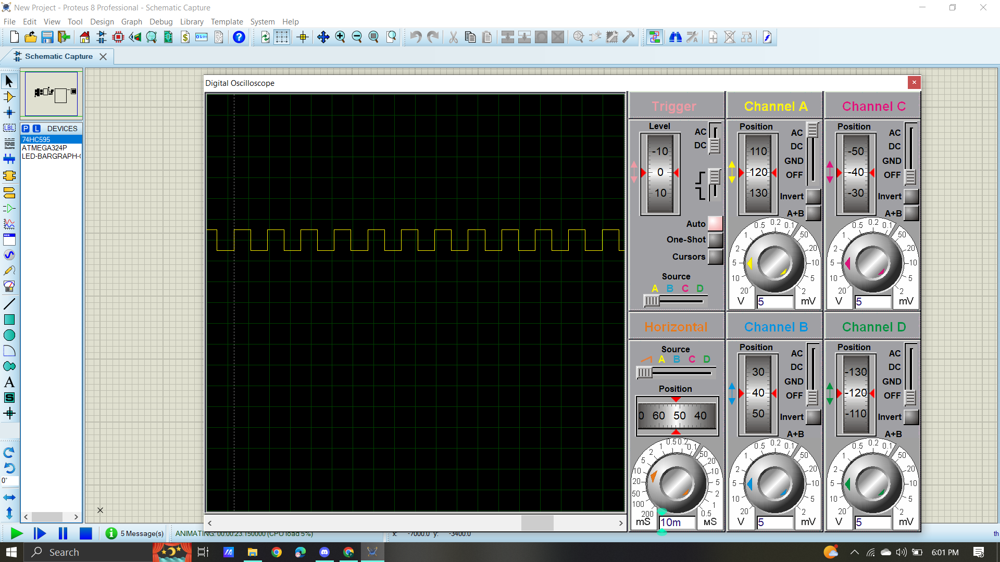 New Project - Proteus 8 Professional - Schematic Capture
File Edit View Tool Design Graph Debug Library Template System Help
Schematic Capture
P L DEVICES
74HC595
ATMEGA324P
LED-BARGRAPH-
LBL
A
S
0°
Digital Oscilloscope
Trigger
Level
-10
0
10
AC
DC
Auto
One-Shot
Cursors
Source
A B C D
Channel A
Position
110
120
130
AC
DC
GND
OFF
Invert
A+B
20 10 5 2 1 0.5 0.2 0.1 50 20 10 5 2
V 5 mV
Channel C
Position
-50
-40
-30
AC
DC
GND
OFF
Invert
A+B
20 10 5 2 1 0.5 0.2 0.1 50 20 10 5 2
V 5 mV
Horizontal
Source
A B C D
Position
0 60 50 40
200 100 50 20 10 5 2 1 0.5 0.2 0.1 50 20 10 5 2 1 0.5
mS 10m µS
Channel B
Position
30
40
50
AC
DC
GND
OFF
Invert
A+B
20 10 5 2 1 0.5 0.2 0.1 50 20 10 5 2
V 5 mV
Channel D
Position
-130
-120
-110
AC
DC
GND
OFF
Invert
A+B
20 10 5 2 1 0.5 0.2 0.1 50 20 10 5 2
V 5 mV
5 Message(s) ANIMATING: 00:00:23.150000 (CPU load 5%) x: -7000.0 y: -3400.0 th
Search 6:01 PM